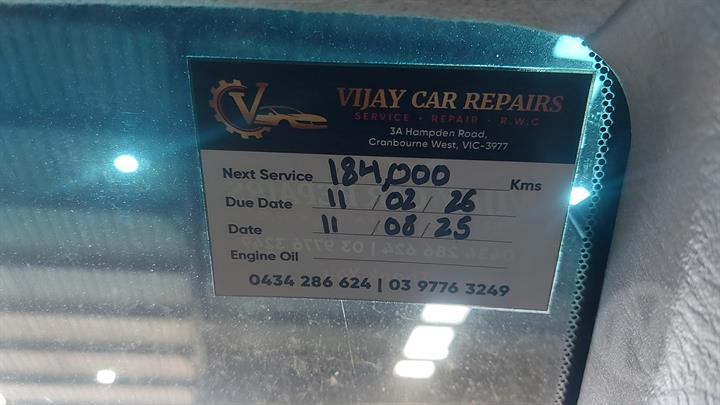 V
VIJAY CAR REPAIRS
SERVICE · REPAIR · R.W.C
3A Hampden Road,
Cranbourne West, VIC-3977
Next Service 184,000 Kms
Due Date 11 / 02 / 26
Date 11 / 08 / 25
Engine Oil
0434 286 624 | 03 9776 3249